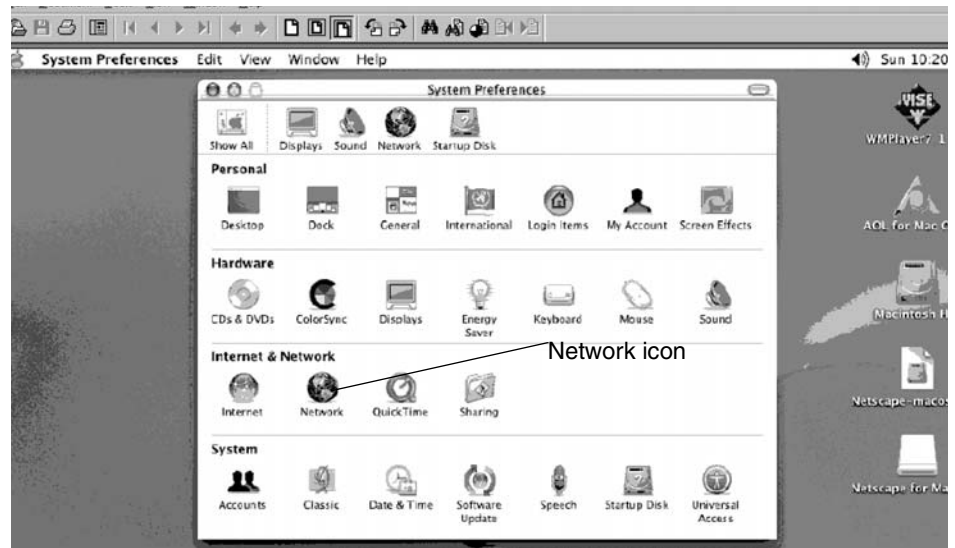 System Preferences Edit View Window Help Sun 10:20
System Preferences
Show All Displays Sound Network Startup Disk
Personal
Desktop Dock General International Login Items My Account Screen Effects
Hardware
CDs & DVDs ColorSync Displays Energy Saver Keyboard Mouse Sound
Internet & Network
Network icon
Internet Network QuickTime Sharing
System
Accounts Classic Date & Time Software Update Speech Startup Disk Universal Access
VISE
WMPlayer7_1
AOL for Mac
Macintosh H
Netscape-macos
Netscape for Ma